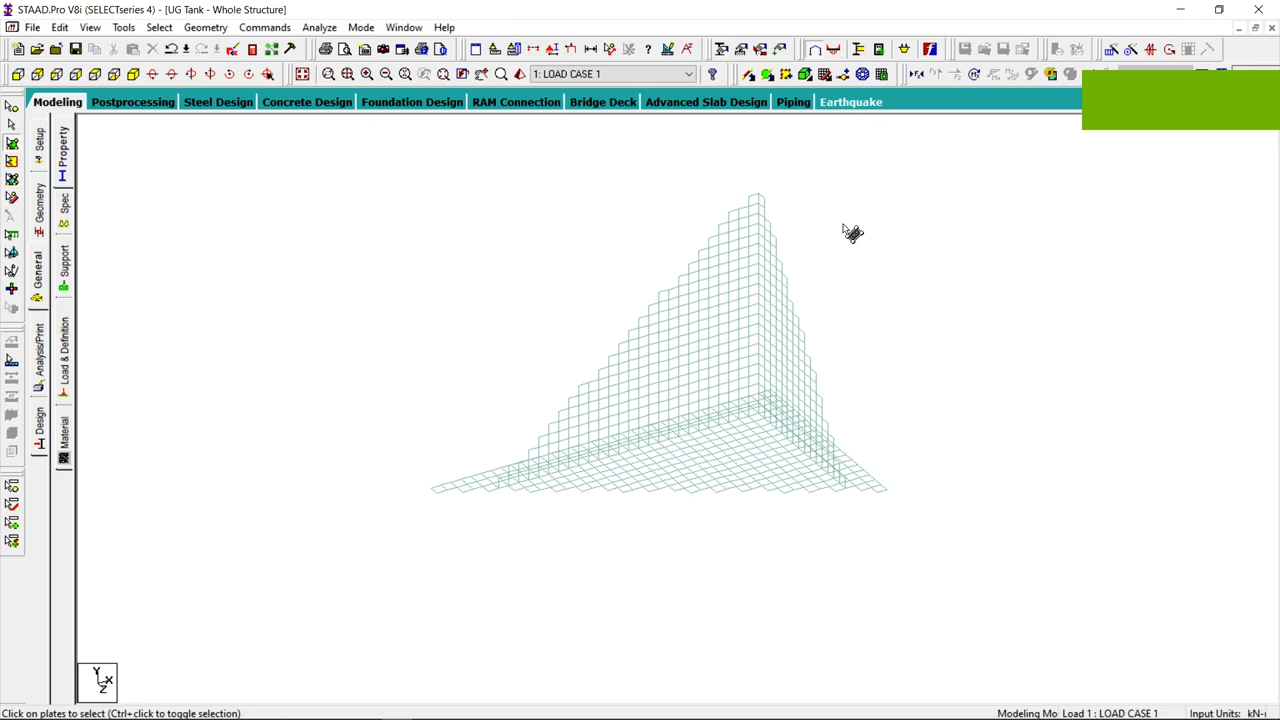 STAAD.Pro V8i (SELECTseries 4) - [UG Tank - Whole Structure]
File Edit View Tools Select Geometry Commands Analyze Mode Window Help
1: LOAD CASE 1
Modeling Postprocessing Steel Design Concrete Design Foundation Design RAM Connection Bridge Deck Advanced Slab Design Piping Earthquake
Setup
Geometry
General
Analysis/Print
Design
Property
Spec
Support
Load & Definition
Material
Y
X
Z
Click on plates to select (Ctrl+click to toggle selection)
Modeling Mo Load 1 : LOAD CASE 1 Input Units: kN-